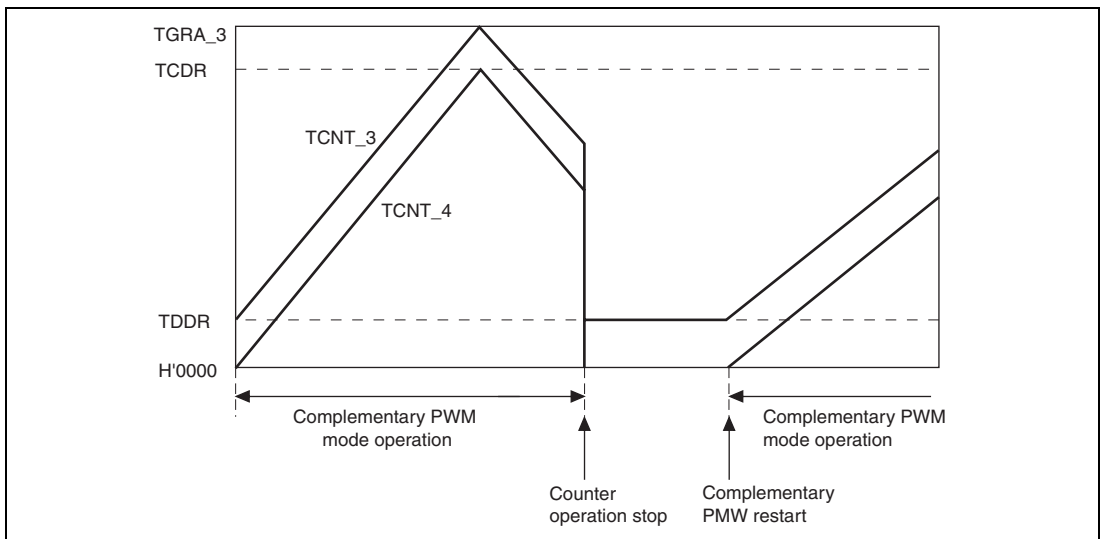 TGRA_3
TCDR
TCNT_3
TCNT_4
TDDR
H'0000
Complementary PWM
mode operation
Complementary PWM
mode operation
Counter
operation stop
Complementary
PMW restart